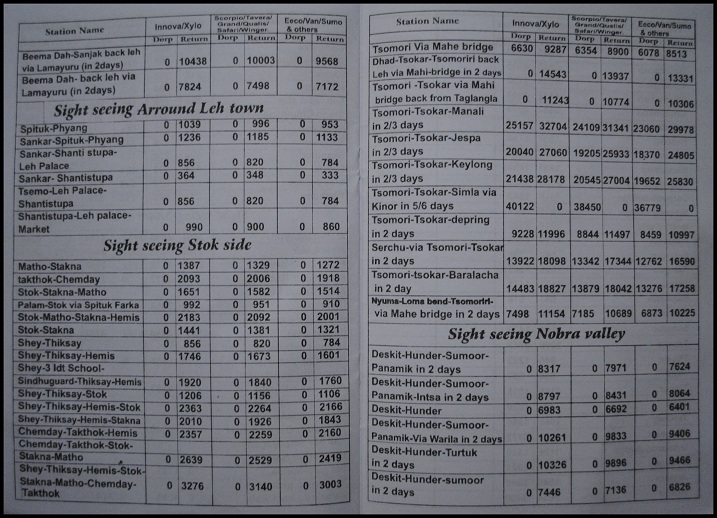 Station Name Innova/Xylo Scorpio/Tavera/ Eeco/Van/Sumo
Grand/Qualis/ & others
Safari/Winger
Dorp Return Dorp Return Dorp Return
Beema Dah-Sanjak back leh
via Lamayuru (in 2days) 0 10438 0 10003 0 9568
Beema Dah- back leh via
Lamayuru (in 2days) 0 7824 0 7498 0 7172
Sight seeing Arround Leh town
Spituk-Phyang 0 1039 0 996 0 953
Sankar-Spituk-Phyang 0 1236 0 1185 0 1133
Sankar-Shanti stupa-
Leh Palace 0 856 0 820 0 784
Sankar- Shantistupa 0 364 0 348 0 333
Tsemo-Leh Palace-
Shantistupa 0 856 0 820 0 784
Shantistupa-Leh palace-
Market 0 990 0 900 0 860
Sight seeing Stok side
Matho-Stakna 0 1387 0 1329 0 1272
takthok-Chemday 0 2093 0 2006 0 1918
Stok-Stakna-Matho 0 1651 0 1582 0 1514
Palam-Stok via Spituk Farka 0 992 0 951 0 910
Stok-Matho-Stakna-Hemis 0 2183 0 2092 0 2001
Stok-Stakna 0 1441 0 1381 0 1321
Shey-Thiksay 0 856 0 820 0 784
Shey-Thiksay-Hemis 0 1746 0 1673 0 1601
Shey-3 Idt School-
Sindhuguard-Thiksay-Hemis 0 1920 0 1840 0 1760
Shey-Thiksay-Stok 0 1206 0 1156 0 1106
Shey-Thiksay-Hemis-Stok 0 2363 0 2264 0 2166
Shey-Thiksay-Hemis-Stakna 0 2010 0 1926 0 1843
Chemday-Takthok-Hemis 0 2357 0 2259 0 2160
Chemday-Takthok-Stok-
Stakna-Matho 0 2639 0 2529 0 2419
Shey-Thiksay-Hemis-Stok-
Stakna-Matho-Chemday-
Takthok 0 3276 0 3140 0 3003
Station Name Innova/Xylo Scorpio/Tavera/ Eeco/Van/Sumo
Grand/Qualis/ & others
Safari/Winger.
Dorp Return Dorp Return Dorp Return
Tsomori Via Mahe bridge 6630 9287 6354 8900 6078 8513
Dhad-Tsokar-Tsomoriri back
Leh via Mahi-bridge in 2 days 0 14543 0 13937 0 13331
Tsomori -Tsokar via Mahi
bridge back from Taglangla 0 11243 0 10774 0 10306
Tsomori-Tsokar-Manali
in 2/3 days 25157 32704 24109 31341 23060 29978
Tsomori-Tsokar-Jespa
in 2/3 days 20040 27060 19205 25933 18370 24805
Tsomori-Tsokar-Keylong
in 2/3 days 21438 28178 20545 27004 19652 25830
Tsomori-Tsokar-Simla via
Kinor in 5/6 days 40122 0 38450 0 36779 0
Tsomori-Tsokar-depring
in 2 days 9228 11996 8844 11497 8459 10997
Serchu-via Tsomori-Tsokar
in 2 days 13922 18098 13342 17344 12762 16590
Tsomori-tsokar-Baralacha
in 2 day 14483 18827 13879 18042 13276 17258
Nyuma-Loma bend-Tsomoriri-
via Mahe bridge in 2 days 7498 11154 7185 10689 6873 10225
Sight seeing Nobra valley
Deskit-Hunder-Sumoor-
Panamik in 2 days 0 8317 0 7971 0 7624
Deskit-Hunder-Sumoor-
Panamik-Intsa in 2 days 0 8797 0 8431 0 8064
Deskit-Hunder 0 6983 0 6692 0 6401
Deskit-Hunder-Sumoor-
Panamik-Via Warila in 2 days 0 10261 0 9833 0 9406
Deskit-Hunder-Turtuk
in 2 days 0 10326 0 9896 0 9466
Deskit-Hunder-sumoor
in 2 days 0 7446 0 7136 0 6826